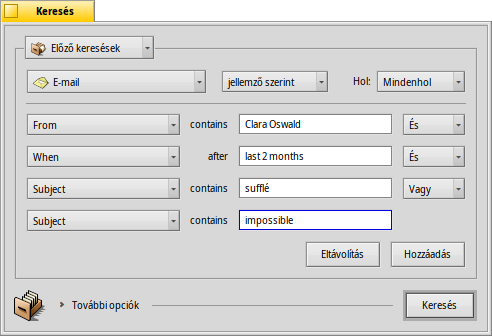 Keresés
Előző keresések
E-mail jellemző szerint Hol: Mindenhol
From contains Clara Oswald És
When after last 2 months És
Subject contains sufflé Vagy
Subject contains impossible
Eltávolítás Hozzáadás
További opciók Keresés